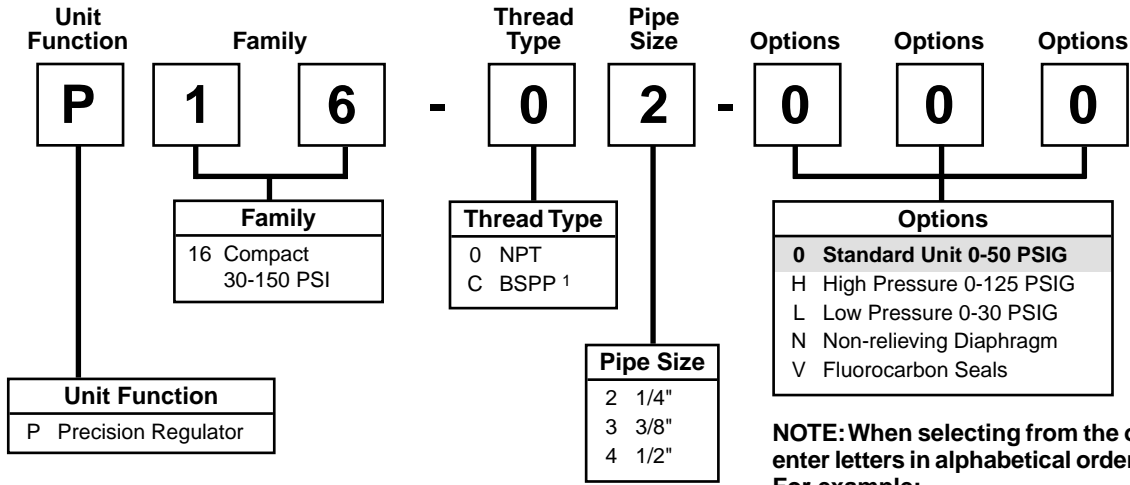 Unit Function
Family
Thread Type
Pipe Size
Options
Options
Options
P 1 6 - 0 2 - 0 0 0
Family
16 Compact
30-150 PSI
Thread Type
0 NPT
C BSPP 1
Options
0 Standard Unit 0-50 PSIG
H High Pressure 0-125 PSIG
L Low Pressure 0-30 PSIG
N Non-relieving Diaphragm
V Fluorocarbon Seals
Pipe Size
2 1/4"
3 3/8"
4 1/2"
Unit Function
P Precision Regulator
NOTE: When selecting from the
enter letters in alphabetical order
For example: